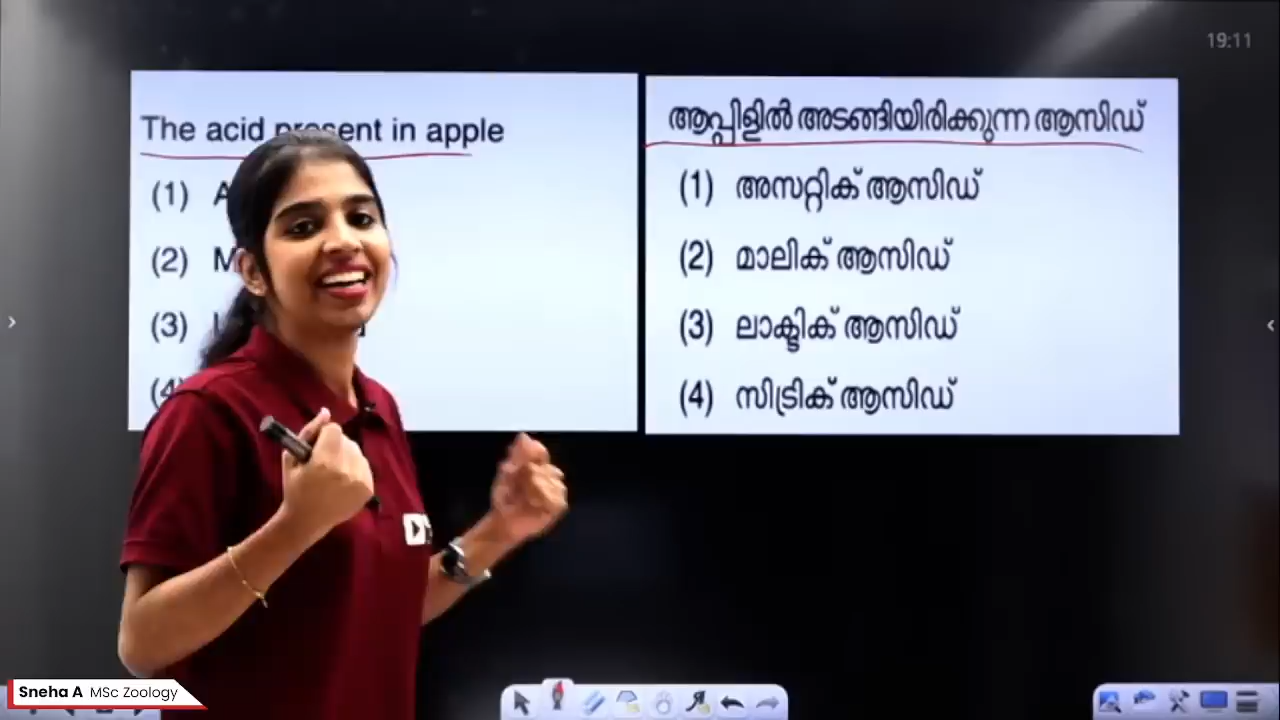 19:11
The acid present in apple
(1)
(2)
(3)
ആപ്പിളിൽ അടങ്ങിയിരിക്കുന്ന ആസിഡ്
(1) അസറ്റിക് ആസിഡ്
(2) മാലിക് ആസിഡ്
(3) ലാക്ടിക് ആസിഡ്
(4) സിട്രിക് ആസിഡ്
Sneha A MSc Zoology